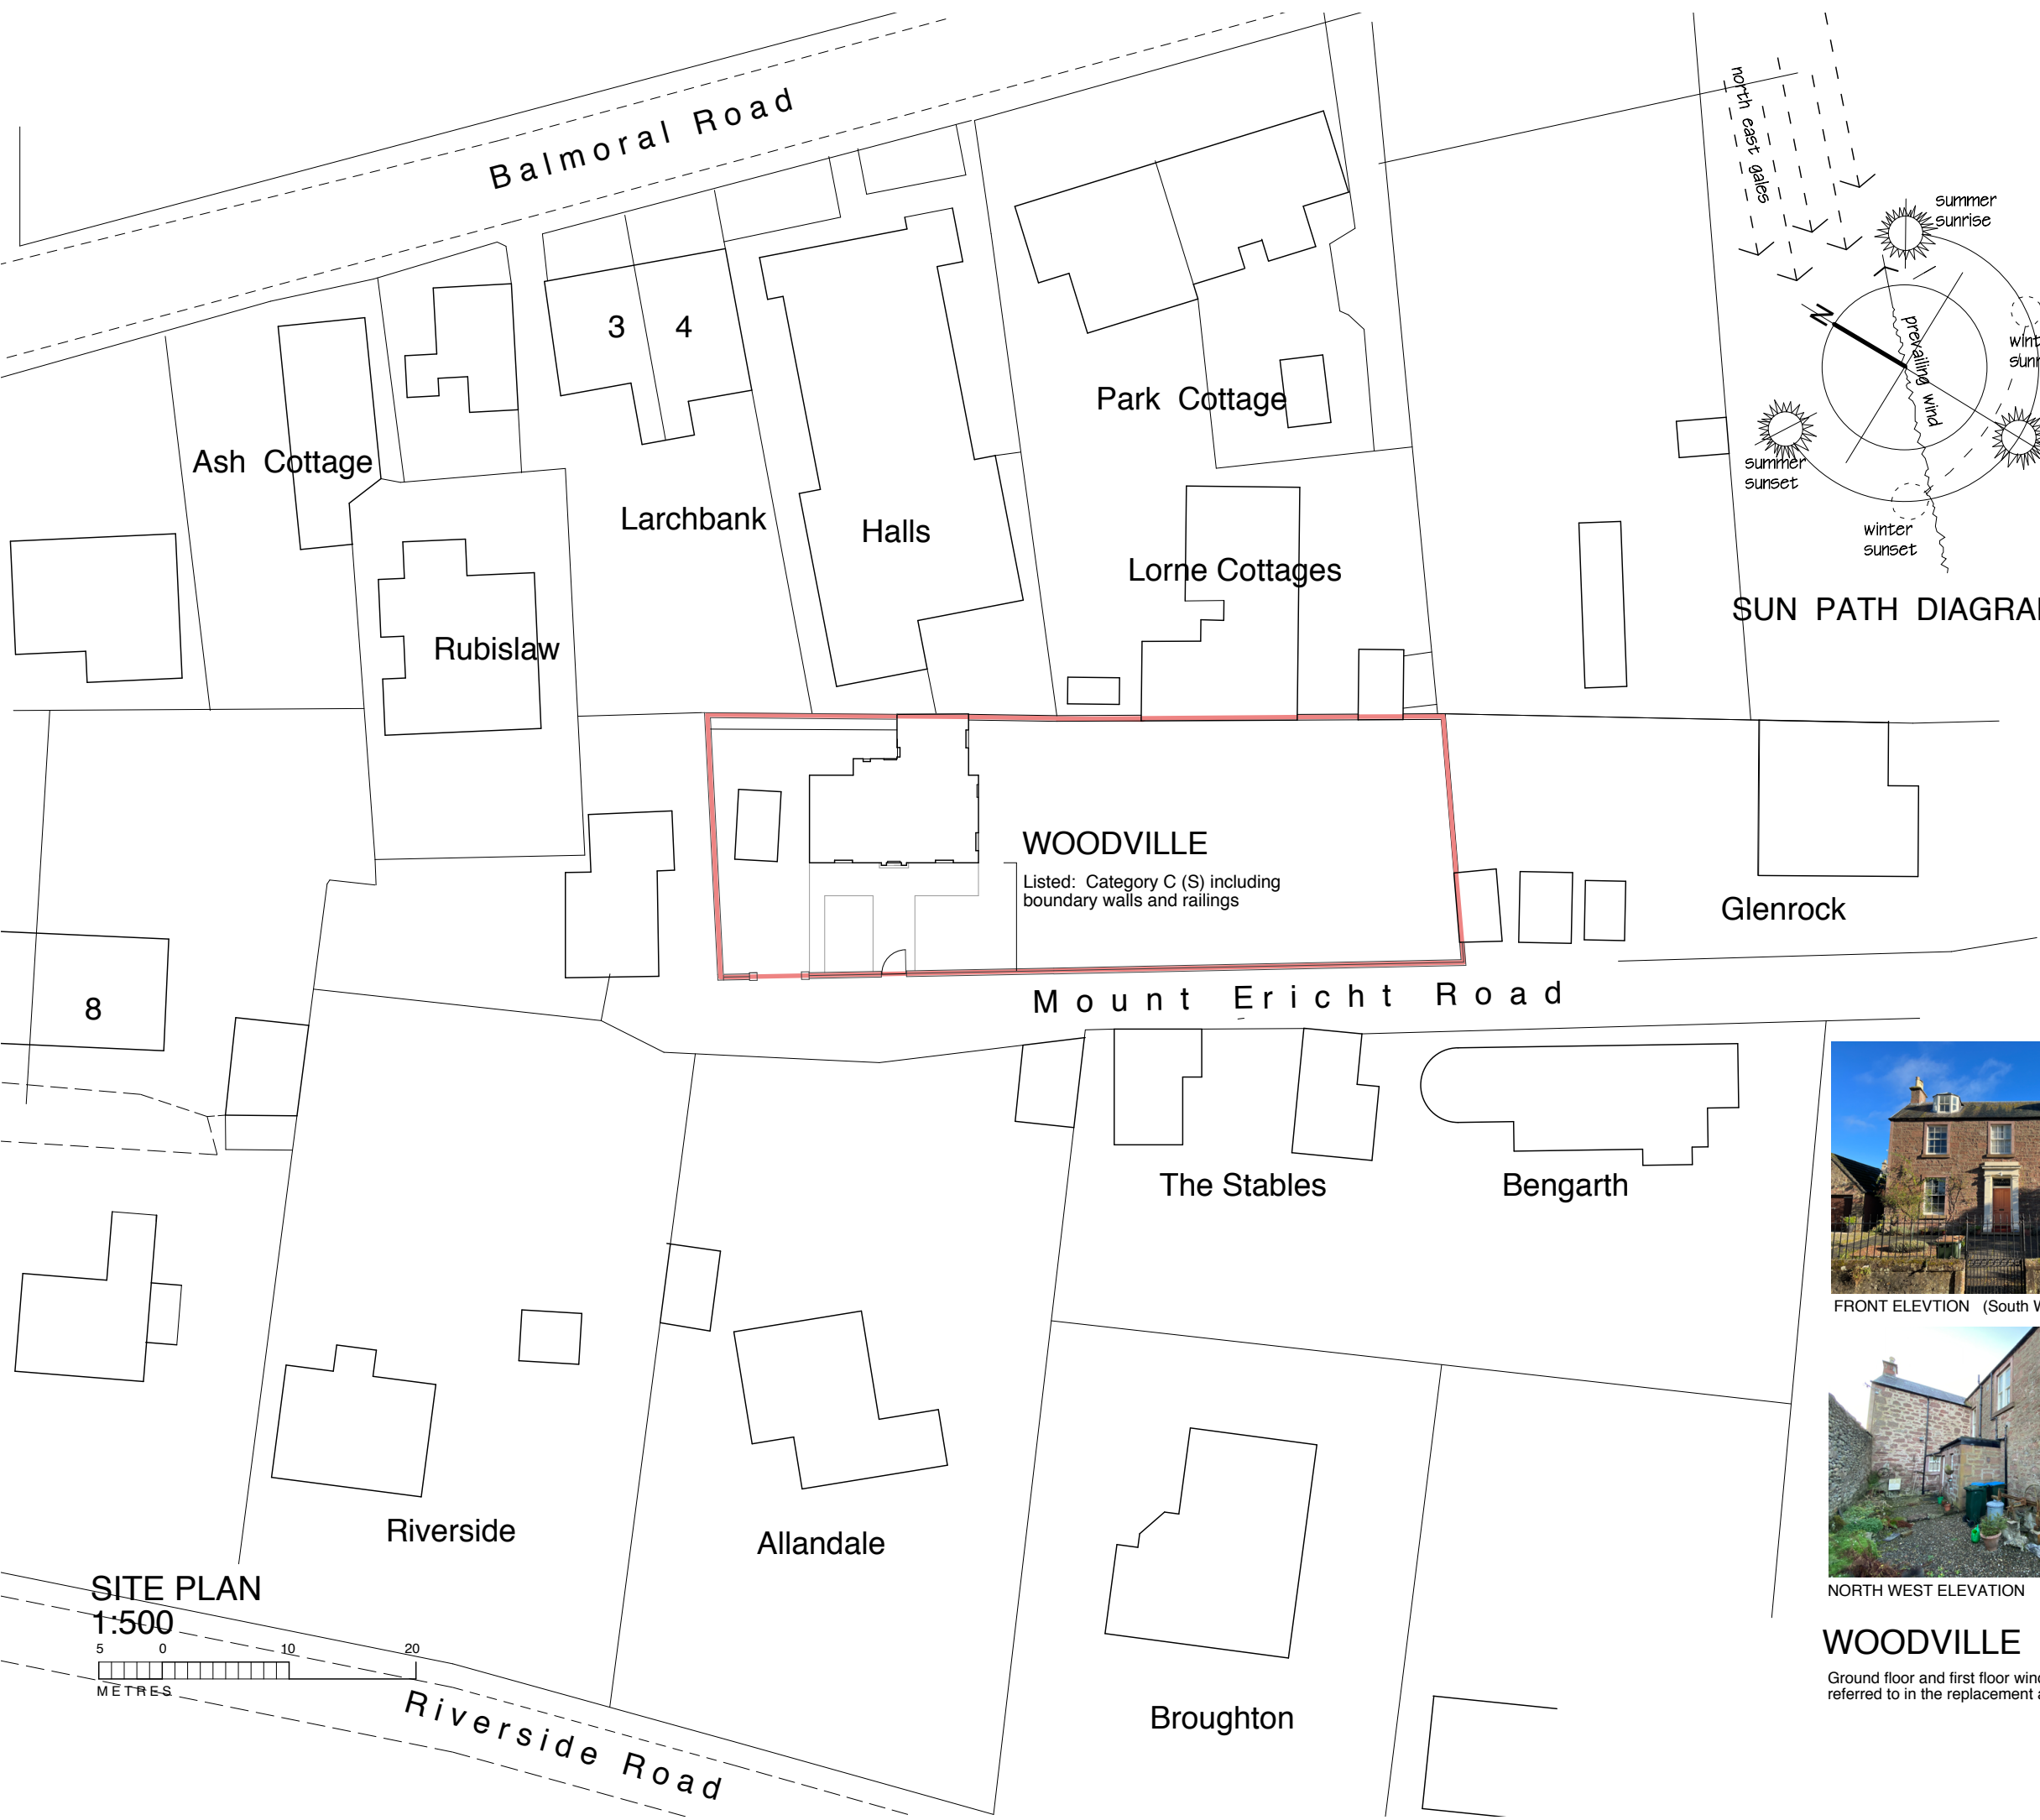 Balmoral Road
north east gales
summer
sunrise
N
prevailing wind
summer
sunset
winter
sunset
SUN PATH
3
4
Ash Cottage
Park Cottage
Larchbank
Halls
Lorne Cottages
Rubislaw
WOODVILLE
Listed: Category C (S) including
boundary walls and railings
Glenrock
8
Mount Ericht Road
The Stables
Bengarth
FRONT ELEVTION (South
Riverside
Allandale
NORTH WEST ELEVATION
SITE PLAN
1:500
5 0 10 20
METRES
WOODVILLE
Ground floor and first floor
referred to in the replacement
Riverside Road
Broughton